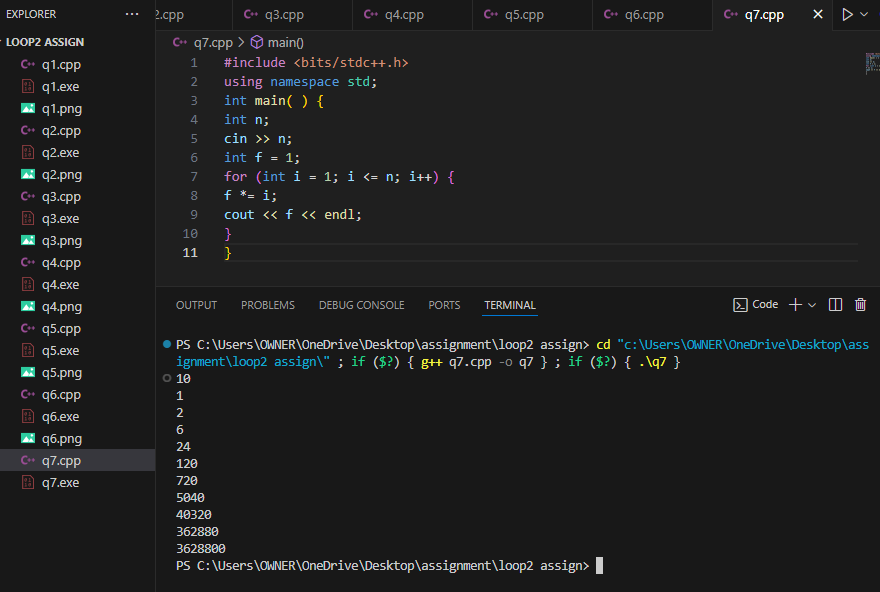 EXPLORER
...
2.cpp
q3.cpp
q4.cpp
q5.cpp
q6.cpp
q7.cpp
LOOP2 ASSIGN
q1.cpp
q1.exe
q1.png
q2.cpp
q2.exe
q2.png
q3.cpp
q3.exe
q3.png
q4.cpp
q4.exe
q4.png
q5.cpp
q5.exe
q5.png
q6.cpp
q6.exe
q6.png
q7.cpp
q7.exe
q7.cpp > main()
1 #include <bits/stdc++.h>
2 using namespace std;
3 int main( ) {
4 int n;
5 cin >> n;
6 int f = 1;
7 for (int i = 1; i <= n; i++) {
8 f *= i;
9 cout << f << endl;
10 }
11 }
OUTPUT PROBLEMS DEBUG CONSOLE PORTS TERMINAL
Code
PS C:\Users\OWNER\OneDrive\Desktop\assignment\loop2 assign> cd "c:\Users\OWNER\OneDrive\Desktop\ass
ignment\loop2 assign\" ; if ($?) { g++ q7.cpp -o q7 } ; if ($?) { .\q7 }
10
1
2
6
24
120
720
5040
40320
362880
3628800
PS C:\Users\OWNER\OneDrive\Desktop\assignment\loop2 assign>